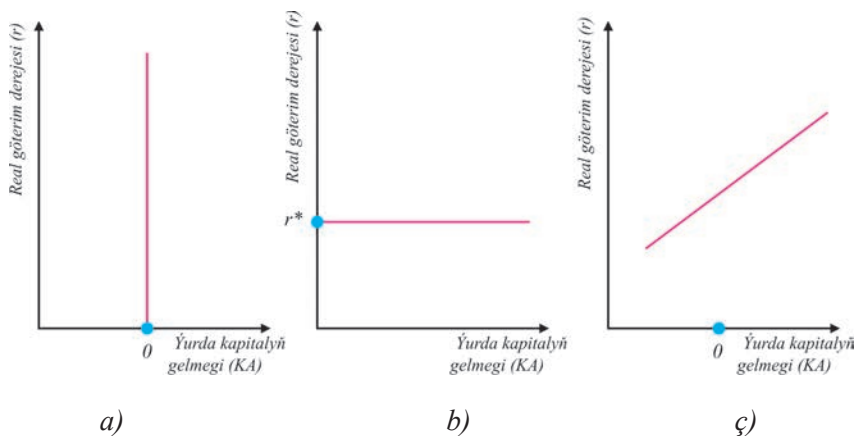 Real göterim derejesi (r)
0
Ýurda kapitalyň
gelmegi (KA)
a)
Real göterim derejesi (r)
r*
Ýurda kapitalyň
gelmegi (KA)
b)
Real göterim derejesi (r)
0
Ýurda kapitalyň
gelmegi (KA)
ç)